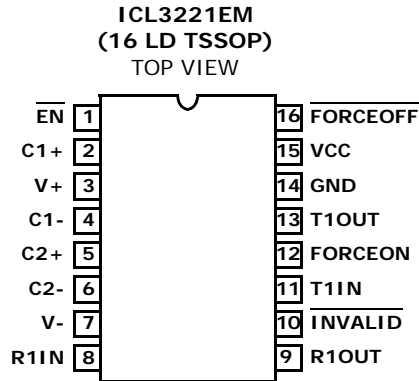 ICL3221EM
(16 LD TSSOP)
TOP VIEW
EN 1 16 FORCEOFF
C1+ 2 15 VCC
V+ 3 14 GND
C1- 4 13 T1OUT
C2+ 5 12 FORCEON
C2- 6 11 T1IN
V- 7 10 INVALID
R1IN 8 9 R1OUT